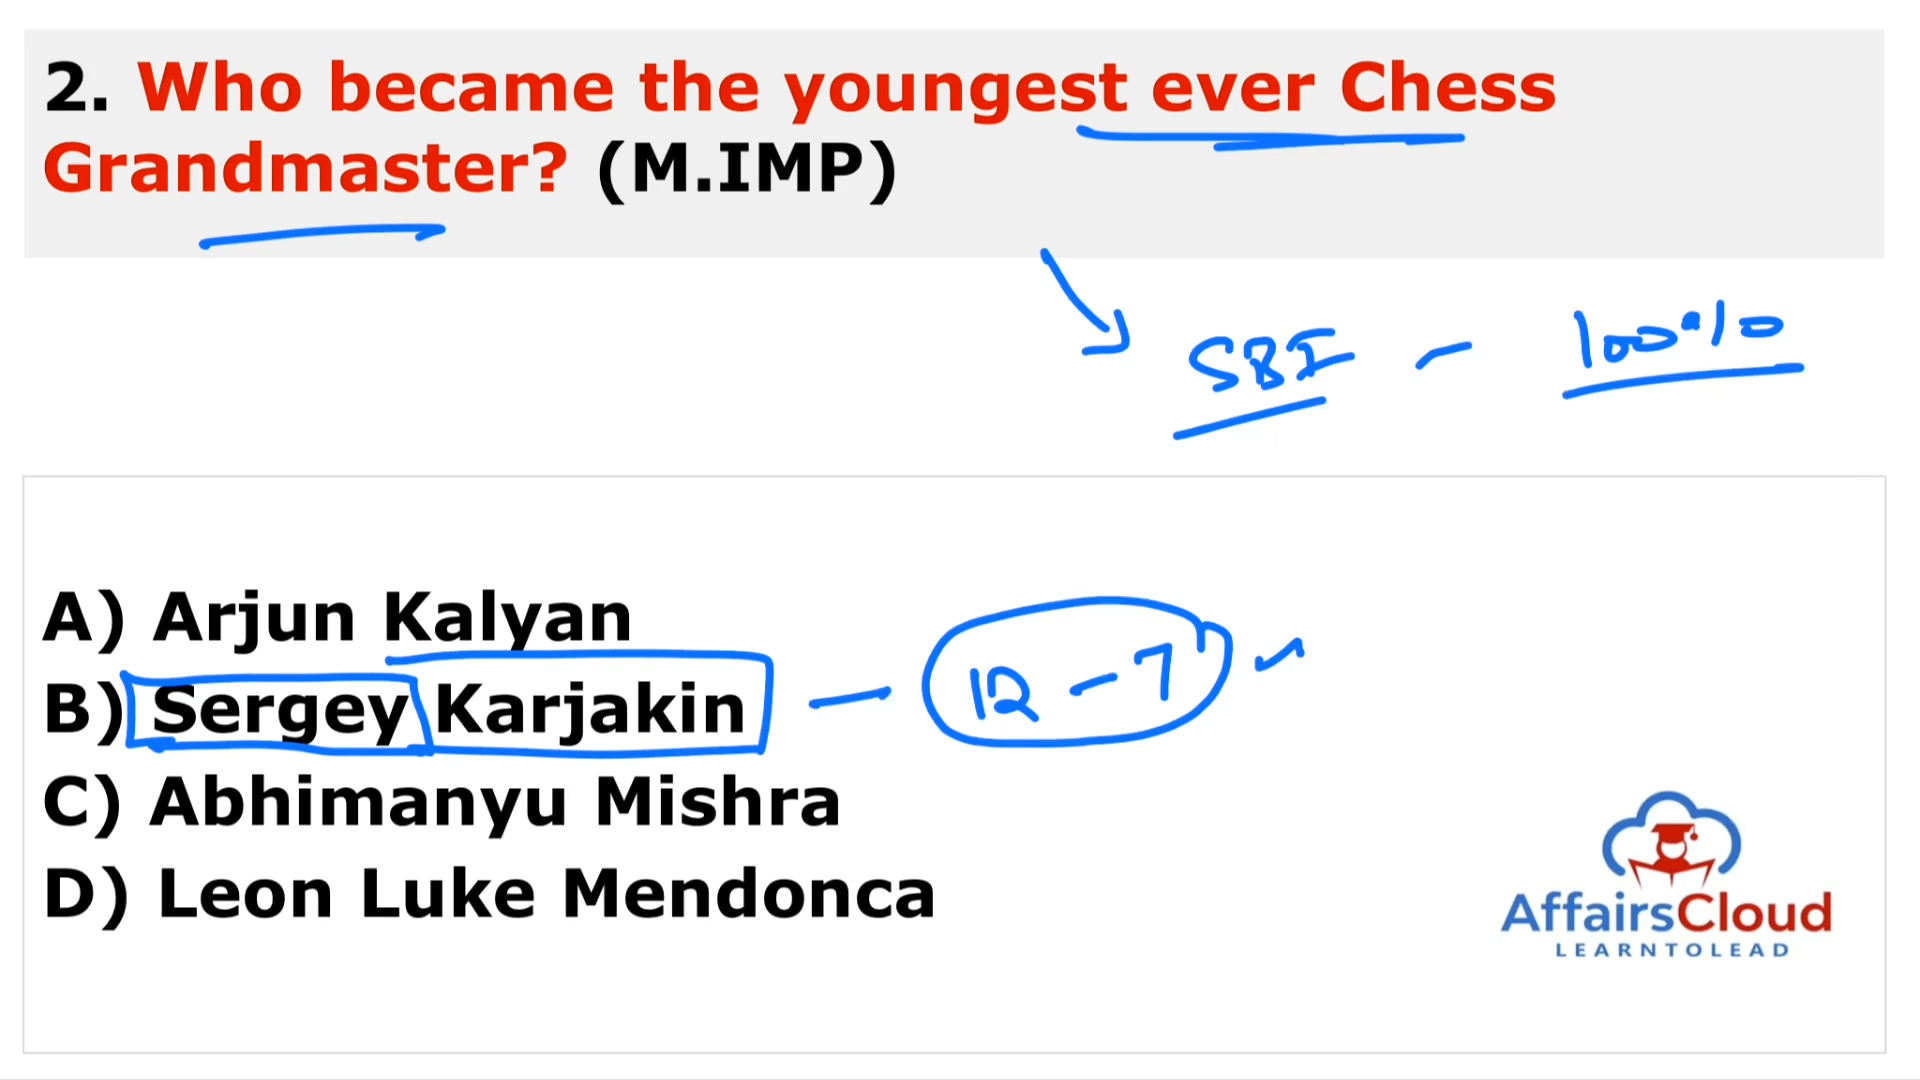 2. Who became the youngest ever Chess
Grandmaster? (M.IMP)
SBI - 100%
A) Arjun Kalyan
B) Sergey Karjakin - 12-7
C) Abhimanyu Mishra
D) Leon Luke Mendonca
AffairsCloud
LEARNTOLEAD